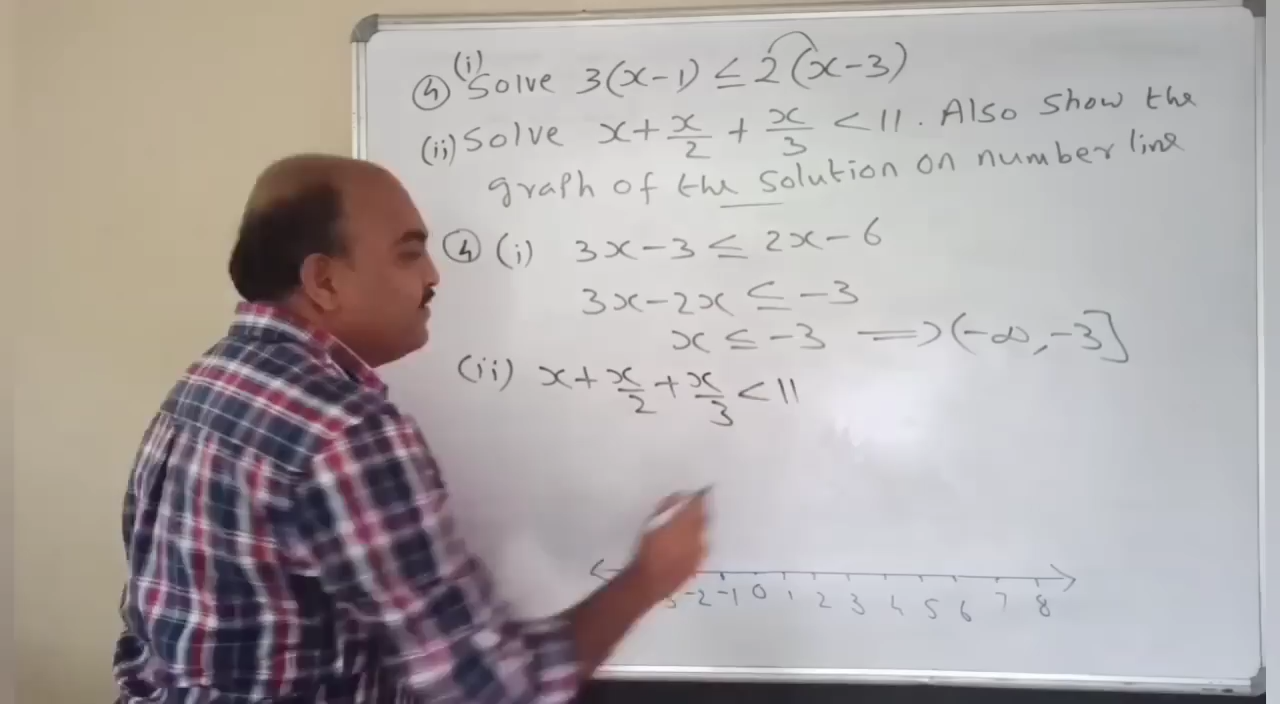 ④ (i) Solve 3(x-1) ≤ 2(x-3)
(ii) Solve x + x/2 + x/3 < 11. Also show the
graph of the solution on number line
④ (i) 3x-3 ≤ 2x-6
3x-2x ≤ -3
x ≤ -3 ⟹ (-∞, -3]
(ii) x + x/2 + x/3 < 11
-2 -1 0 1 2 3 4 5 6 7 8